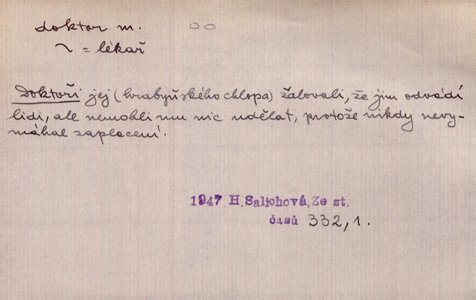 doktor m.
~ = lékař
Doktoři jej (hrabyňského chlopa) žalovali, že jim odvádí
lidi, ale nemohli mu nic udělat, protože nikdy nevy-
máhal zaplacení.
1947 H. Salichová, Ze st.
časů 332, 1.